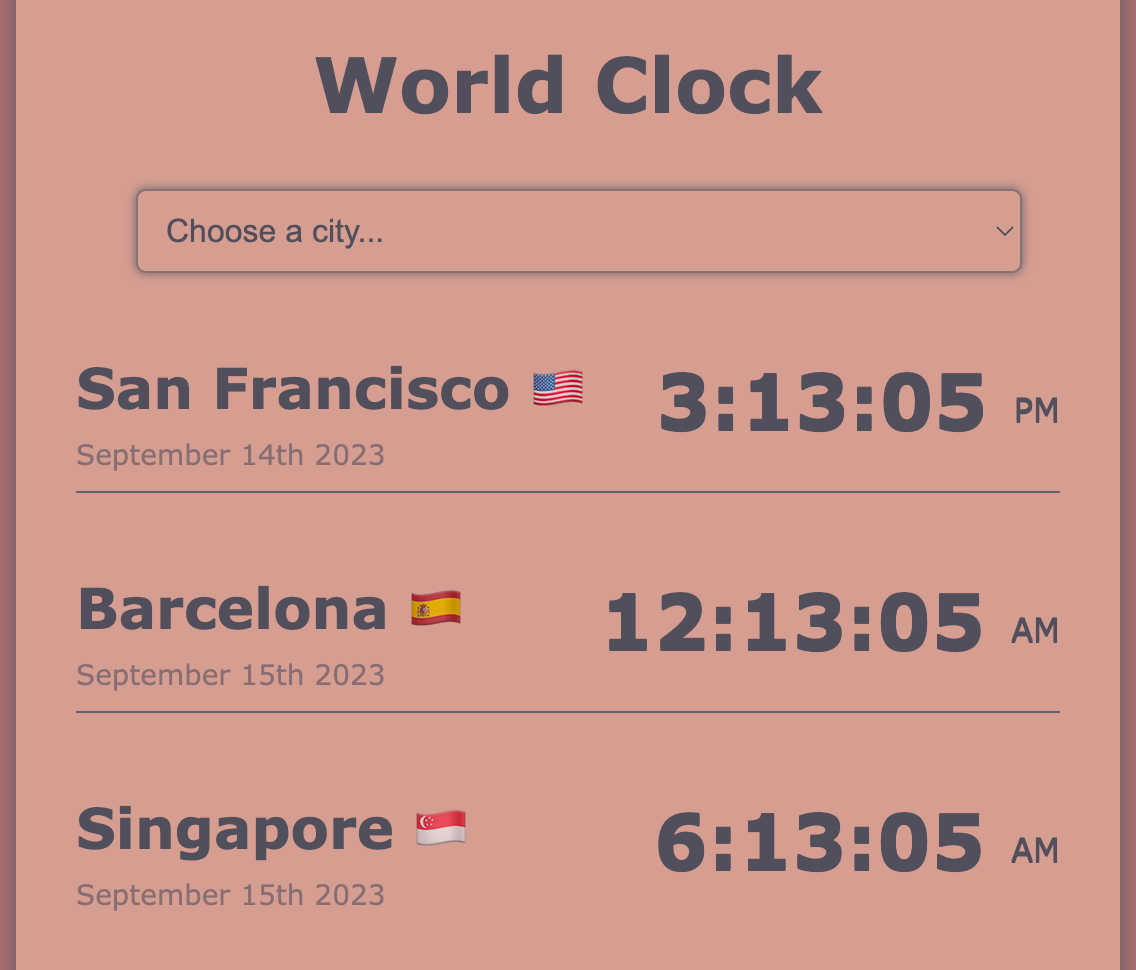 World Clock
Choose a city...
San Francisco 🇺🇸 3:13:05 PM
September 14th 2023
Barcelona 🇪🇸 12:13:05 AM
September 15th 2023
Singapore 🇸🇬 6:13:05 AM
September 15th 2023